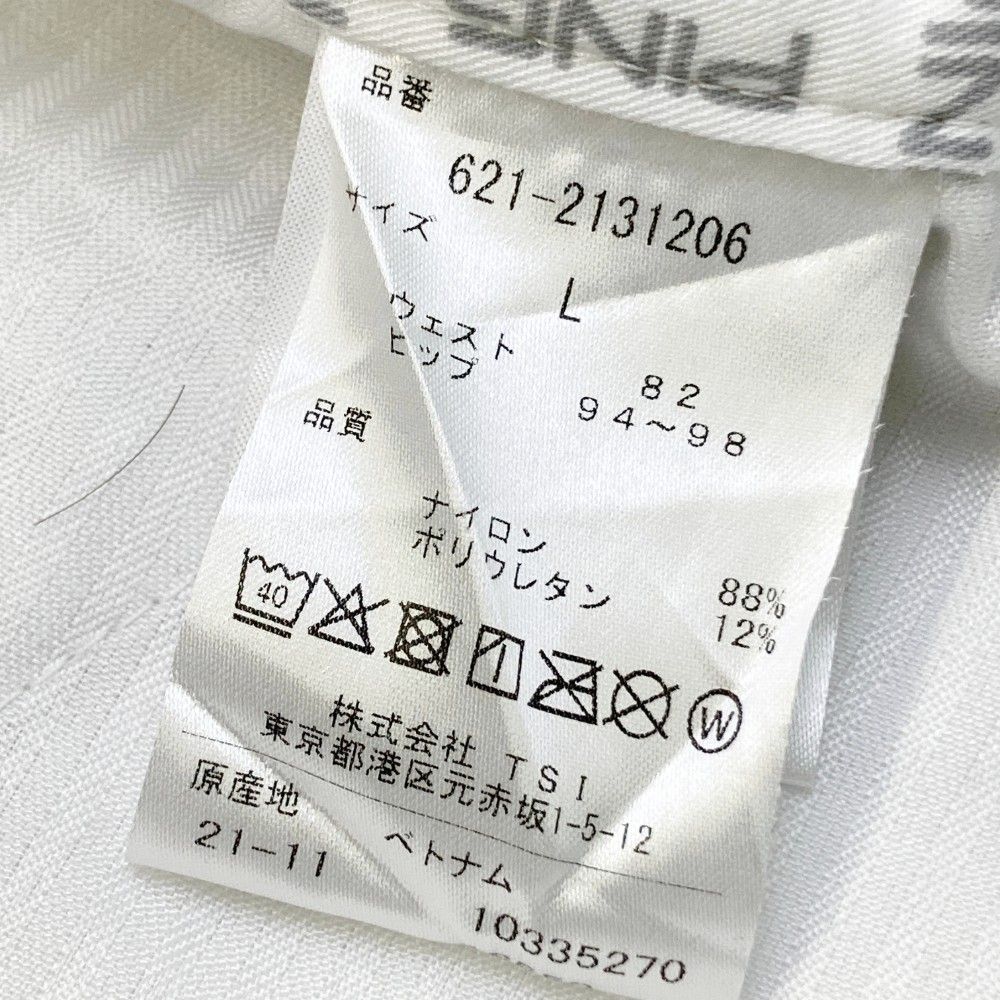 PING
品番
621-2131206
サイズ
L
ウェスト 82
ヒップ 94～98
品質
ナイロン 88%
ポリウレタン 12%
40
W
株式会社 TSI
東京都港区元赤坂1-5-12
原産地 ベトナム
21-11 10335270